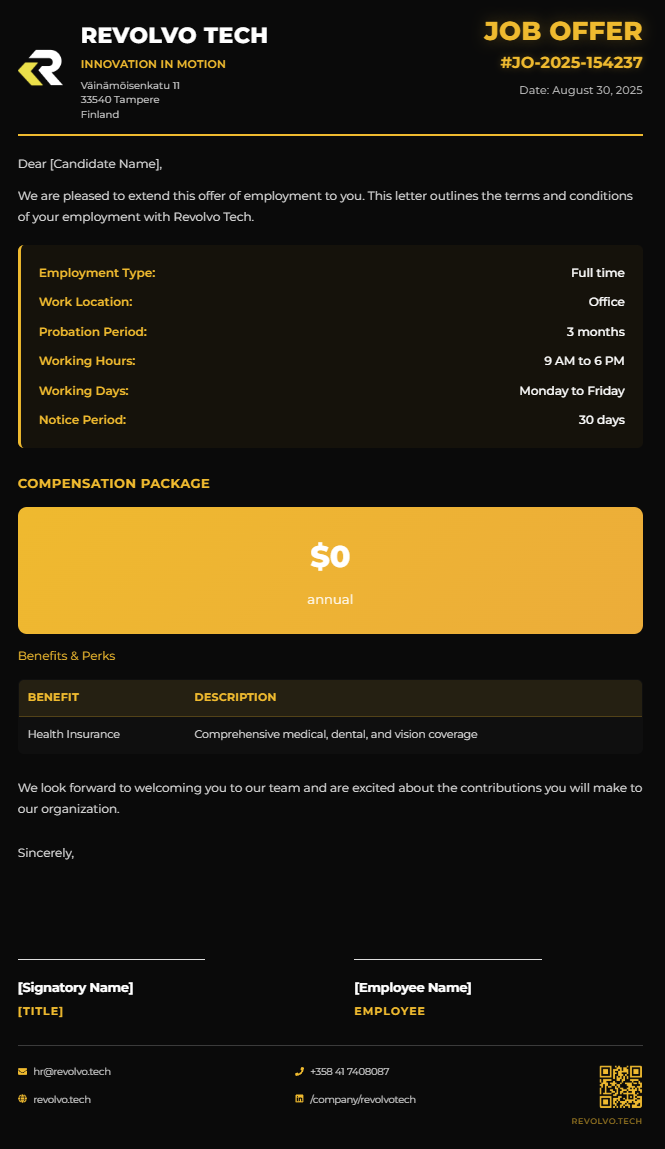 REVOLVO TECH
INNOVATION IN MOTION
Väinämöisenkatu 11
33540 Tampere
Finland
JOB OFFER
#JO-2025-154237
Date: August 30, 2025
Dear [Candidate Name],
We are pleased to extend this offer of employment to you. This letter outlines the terms and conditions
of your employment with Revolvo Tech.
Employment Type: Full time
Work Location: Office
Probation Period: 3 months
Working Hours: 9 AM to 6 PM
Working Days: Monday to Friday
Notice Period: 30 days
COMPENSATION PACKAGE
$0
annual
Benefits & Perks
BENEFIT DESCRIPTION
Health Insurance Comprehensive medical, dental, and vision coverage
We look forward to welcoming you to our team and are excited about the contributions you will make to
our organization.
Sincerely,
[Signatory Name] [Employee Name]
[TITLE] EMPLOYEE
hr@revolvo.tech +358 41 7408087
revolvo.tech /company/revolvotech
REVOLVO.TECH